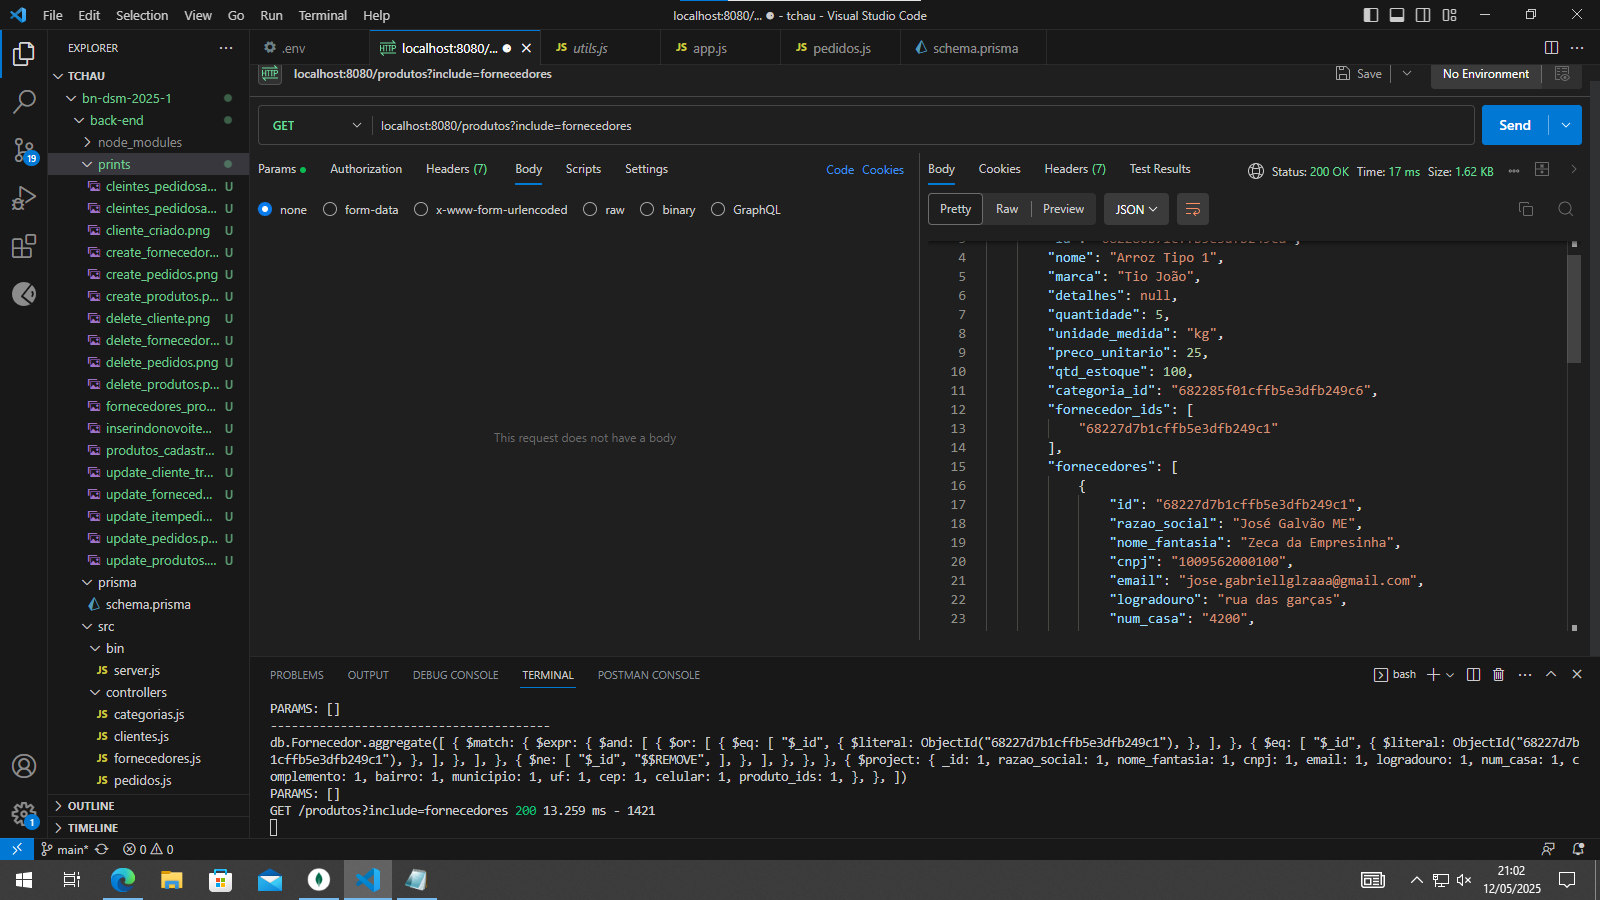 File Edit Selection View Go Run Terminal Help
localhost:8080/... ● - tchau - Visual Studio Code
EXPLORER
.env
HTTP localhost:8080/...
JS utils.js
JS app.js
JS pedidos.js
schema.prisma
TCHAU
bn-dsm-2025-1
back-end
node_modules
prints
cleintes_pedidosa... U
cleintes_pedidosa... U
cliente_criado.png U
create_fornecedor... U
create_pedidos.png U
create_produtos.p... U
delete_cliente.png U
delete_fornecedor... U
delete_pedidos.png U
delete_produtos.p... U
fornecedores_pro... U
inserindonovoite... U
produtos_cadastr... U
update_cliente_tr... U
update_forneced... U
update_itempedi... U
update_pedidos.p... U
update_produtos.... U
prisma
schema.prisma
src
bin
JS server.js
controllers
JS categorias.js
JS clientes.js
JS fornecedores.js
JS pedidos.js
OUTLINE
TIMELINE
19
1
HTTP localhost:8080/produtos?include=fornecedores
Save
No Environment
GET localhost:8080/produtos?include=fornecedores
Send
Params Authorization Headers (7) Body Scripts Settings Code Cookies
none form-data x-www-form-urlencoded raw binary GraphQL
This request does not have a body
Body Cookies Headers (7) Test Results Status: 200 OK Time: 17 ms Size: 1.62 KB
Pretty Raw Preview JSON
4 "nome": "Arroz Tipo 1",
5 "marca": "Tio João",
6 "detalhes": null,
7 "quantidade": 5,
8 "unidade_medida": "kg",
9 "preco_unitario": 25,
10 "qtd_estoque": 100,
11 "categoria_id": "682285f01cffb5e3dfb249c6",
12 "fornecedor_ids": [
13 "68227d7b1cffb5e3dfb249c1"
14 ],
15 "fornecedores": [
16 {
17 "id": "68227d7b1cffb5e3dfb249c1",
18 "razao_social": "José Galvão ME",
19 "nome_fantasia": "Zeca da Empresinha",
20 "cnpj": "1009562000100",
21 "email": "jose.gabriellglzaaa@gmail.com",
22 "logradouro": "rua das garças",
23 "num_casa": "4200",
PROBLEMS OUTPUT DEBUG CONSOLE TERMINAL POSTMAN CONSOLE
bash
PARAMS: []
----------------------------------------
db.Fornecedor.aggregate([ { $match: { $expr: { $and: [ { $or: [ { $eq: [ "$_id", { $literal: ObjectId("68227d7b1cffb5e3dfb249c1"), }, ], }, { $eq: [ "$_id", { $literal: ObjectId("68227d7b
1cffb5e3dfb249c1"), }, ], }, ], }, { $ne: [ "$_id", "$$REMOVE", ], }, ], }, }, }, { $project: { _id: 1, razao_social: 1, nome_fantasia: 1, cnpj: 1, email: 1, logradouro: 1, num_casa: 1, c
omplemento: 1, bairro: 1, municipio: 1, uf: 1, cep: 1, celular: 1, produto_ids: 1, }, }, ])
PARAMS: []
GET /produtos?include=fornecedores 200 13.259 ms - 1421
main* 0 0
21:02
12/05/2025